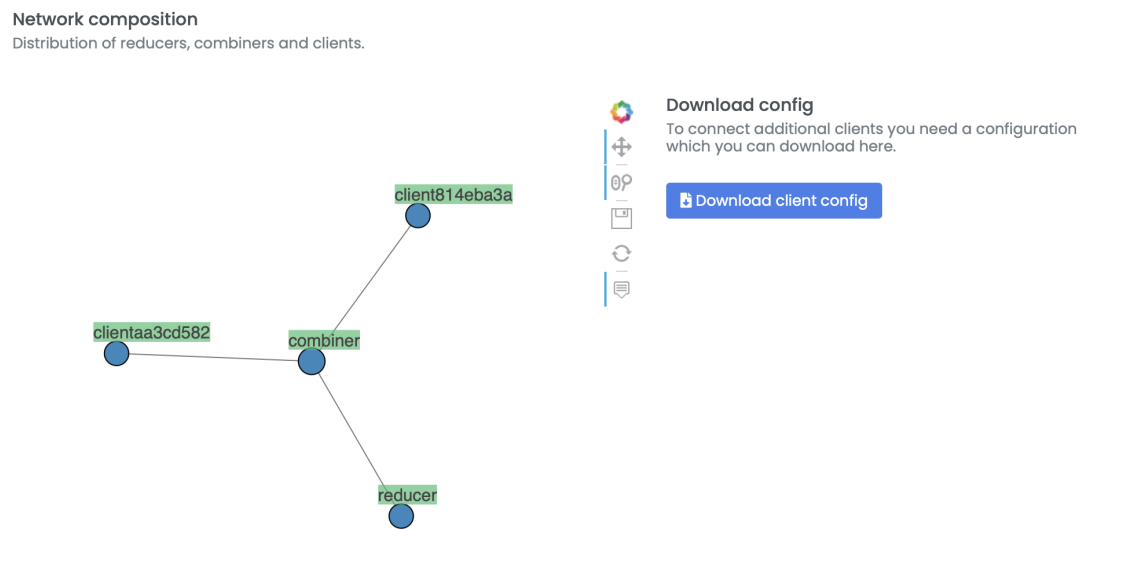 Network composition
Distribution of reducers, combiners and clients.
Download config
To connect additional clients you need a configuration
which you can download here.
Download client config
client814eba3a
clientaa3cd582
combiner
reducer